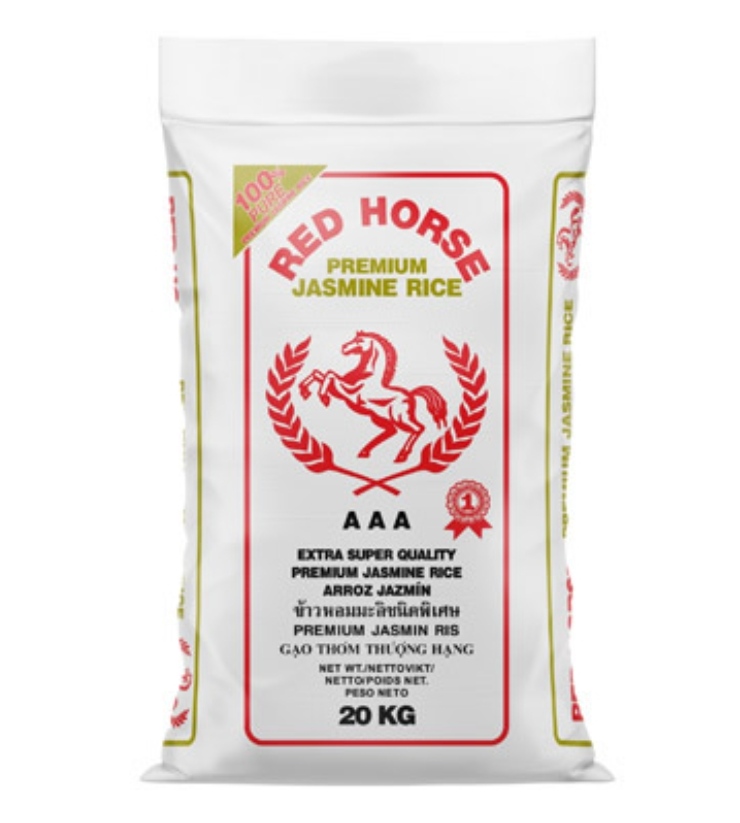 100%
PURE
RED HORSE
PREMIUM
JASMINE RICE
1
A A A
EXTRA SUPER QUALITY
PREMIUM JASMINE RICE
ARROZ JAZMÍN
ข้าวหอมมะลิชนิดพิเศษ
PREMIUM JASMIN RIS
GẠO THƠM THƯỢNG HẠNG
NET WT./NETTOVIKT/
NETTO/POIDS NET.
PESO NETO
20 KG
PREMIUM JASMINE RICE